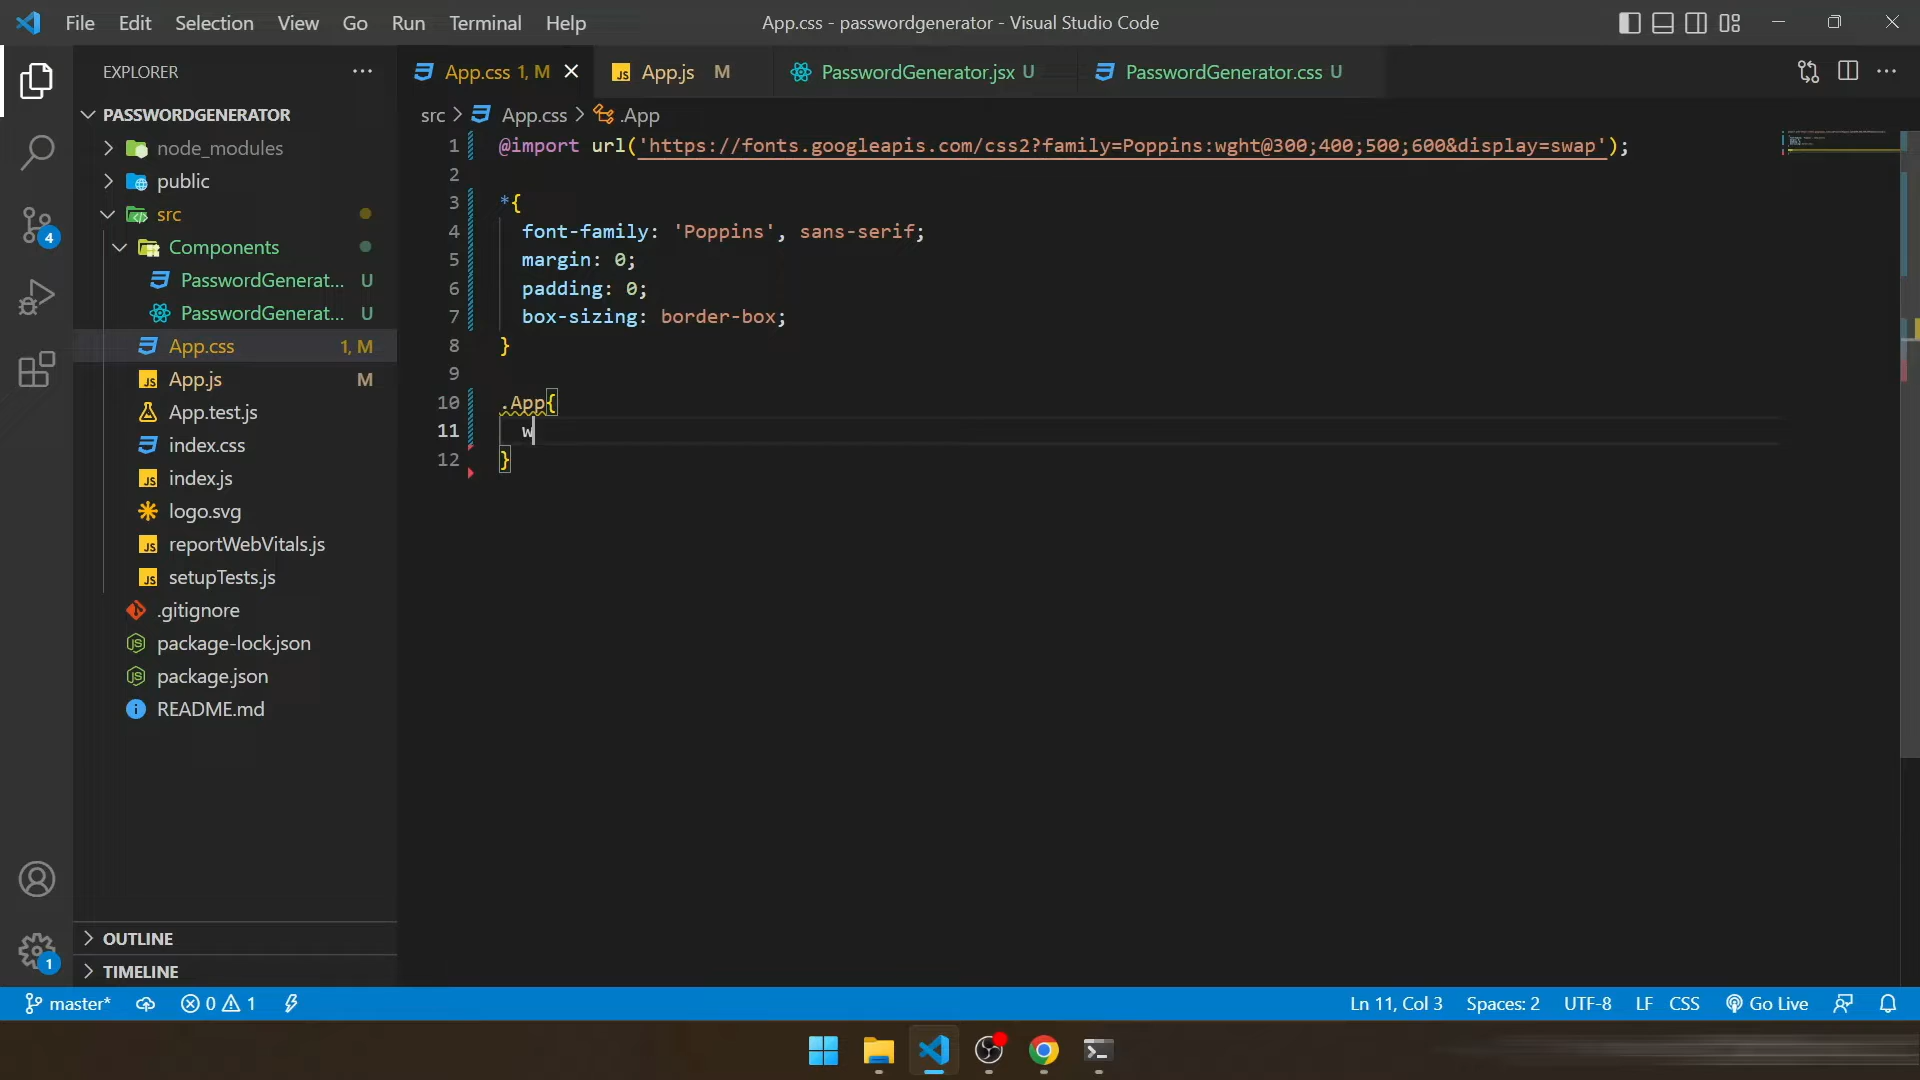 File Edit Selection View Go Run Terminal Help
App.css - passwordgenerator - Visual Studio Code
EXPLORER
App.css 1, M
App.js M
PasswordGenerator.jsx U
PasswordGenerator.css U
PASSWORDGENERATOR
src > App.css > .App
node_modules
public
src
Components
PasswordGenerat... U
PasswordGenerat... U
App.css 1, M
App.js M
App.test.js
index.css
index.js
logo.svg
reportWebVitals.js
setupTests.js
.gitignore
package-lock.json
package.json
README.md
OUTLINE
TIMELINE
4
1
1 @import url('https://fonts.googleapis.com/css2?family=Poppins:wght@300;400;500;600&display=swap');
2
3 *{
4 font-family: 'Poppins', sans-serif;
5 margin: 0;
6 padding: 0;
7 box-sizing: border-box;
8 }
9
10 .App{
11 w
12 }
master* 0 1
Ln 11, Col 3 Spaces: 2 UTF-8 LF CSS Go Live